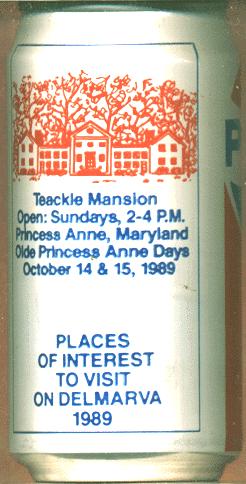 Teackle Mansion
Open: Sundays, 2-4 P.M.
Princess Anne, Maryland
Olde Princess Anne Days
October 14 & 15, 1989
PLACES
OF INTEREST
TO VISIT
ON DELMARVA
1989
P